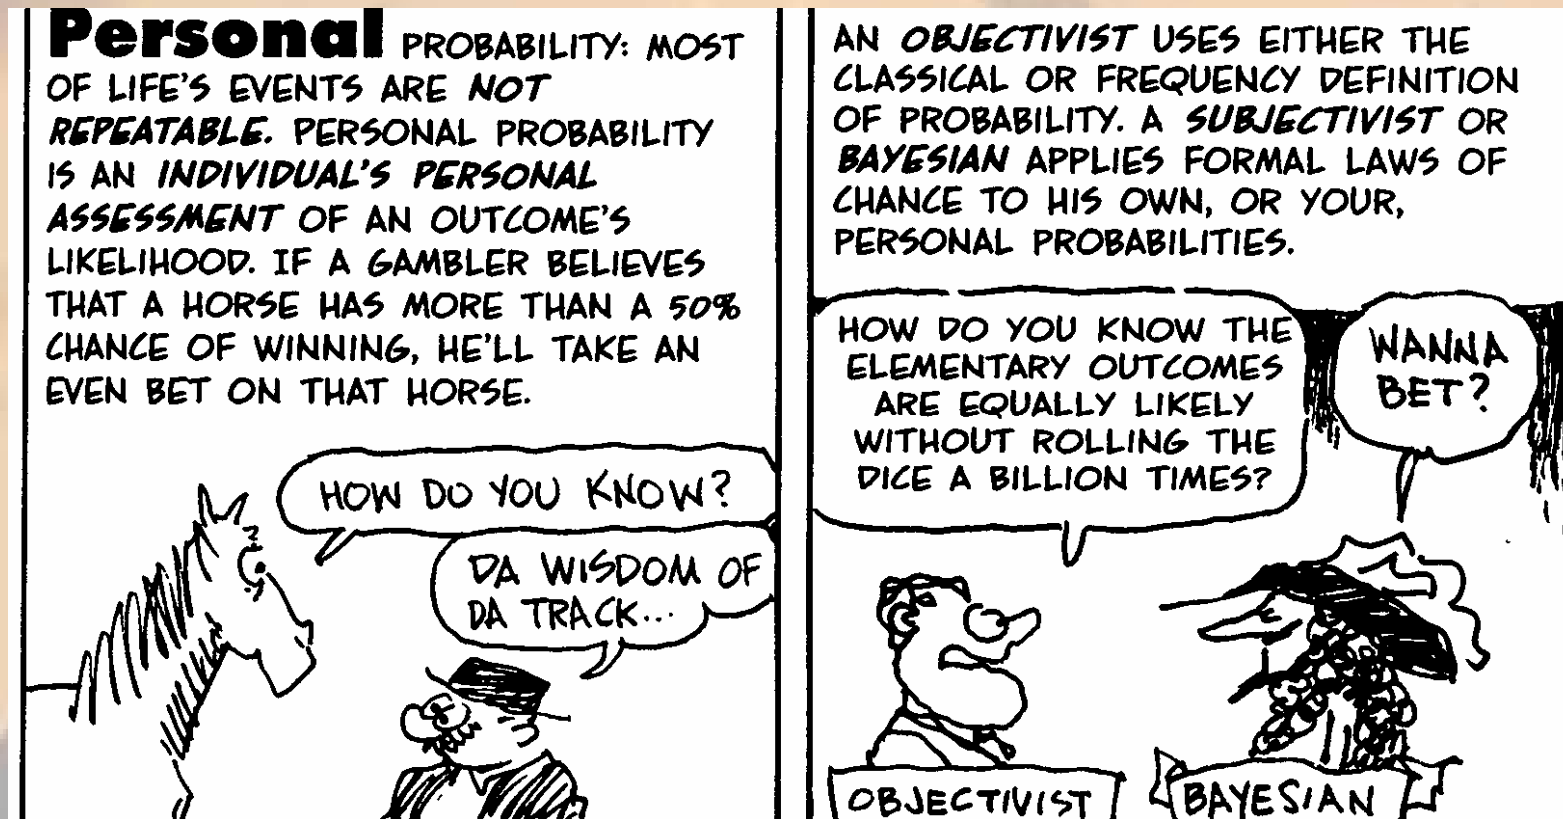 Personal PROBABILITY: MOST
OF LIFE'S EVENTS ARE NOT
REPEATABLE. PERSONAL PROBABILITY
IS AN INDIVIDUAL'S PERSONAL
ASSESSMENT OF AN OUTCOME'S
LIKELIHOOD. IF A GAMBLER BELIEVES
THAT A HORSE HAS MORE THAN A 50%
CHANCE OF WINNING, HE'LL TAKE AN
EVEN BET ON THAT HORSE.
HOW DO YOU KNOW?
DA WISDOM OF
DA TRACK...
AN OBJECTIVIST USES EITHER THE
CLASSICAL OR FREQUENCY DEFINITION
OF PROBABILITY. A SUBJECTIVIST OR
BAYESIAN APPLIES FORMAL LAWS OF
CHANCE TO HIS OWN, OR YOUR,
PERSONAL PROBABILITIES.
HOW DO YOU KNOW THE
ELEMENTARY OUTCOMES
ARE EQUALLY LIKELY
WITHOUT ROLLING THE
DICE A BILLION TIMES?
WANNA
BET?
OBJECTIVIST
BAYESIAN